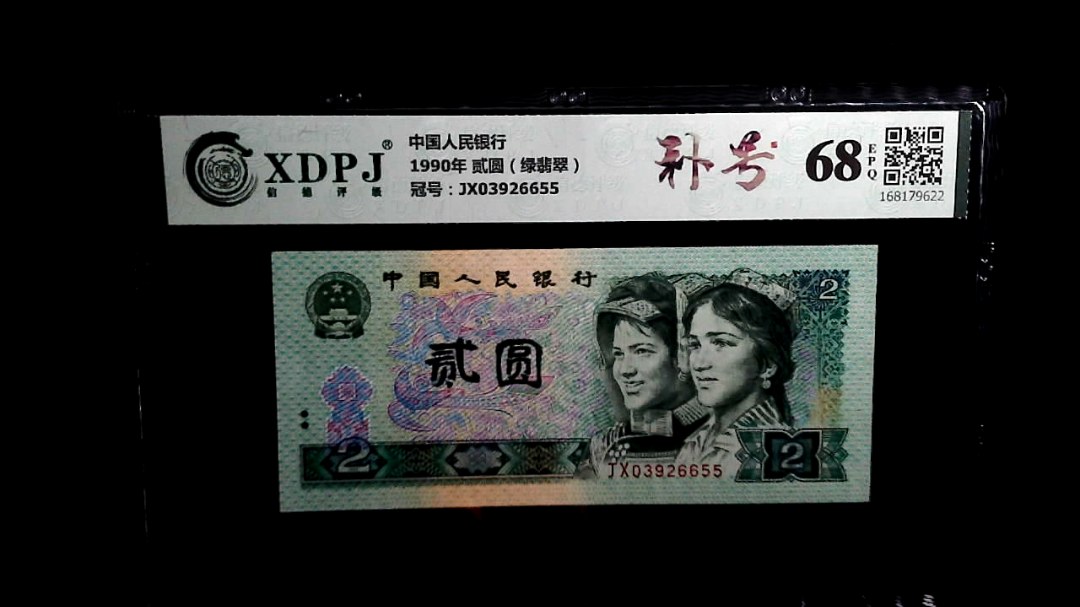 XDPJ®
信德评级
中国人民银行
1990年 贰圆（绿翡翠）
冠号：JX03926655
补号
68
EPQ
168179622
中国人民银行
2
贰圆
2
JX03926655
2